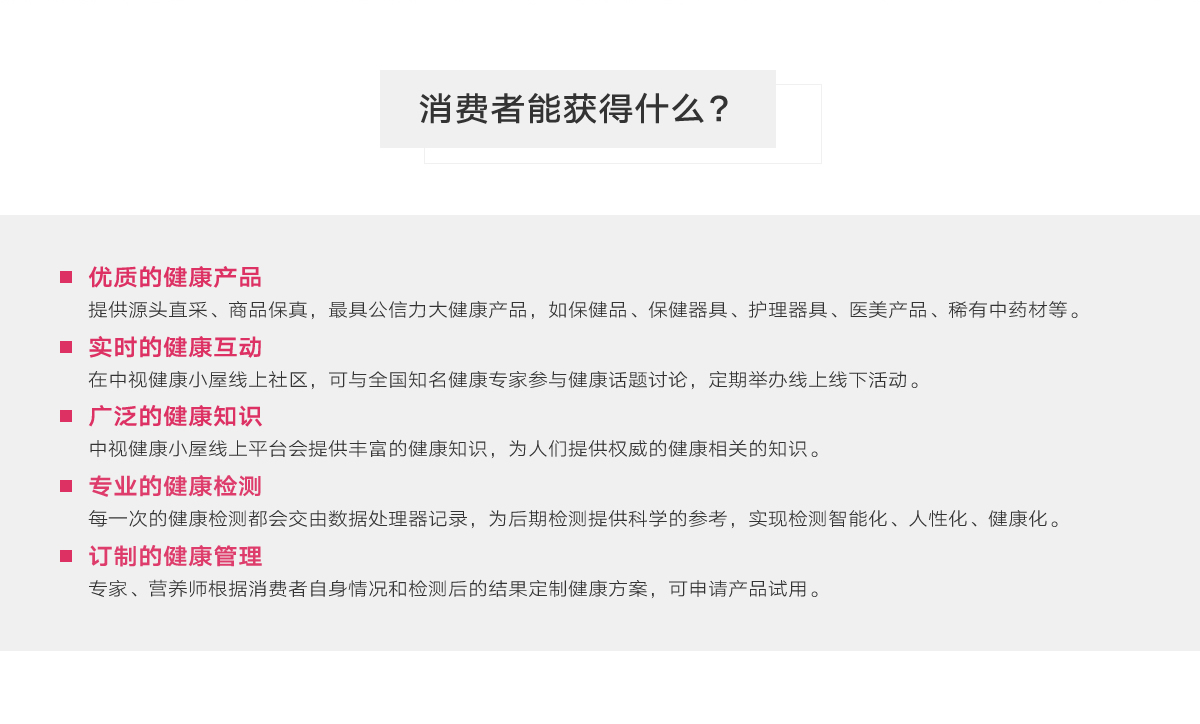 消费者能获得什么？
优质的健康产品
提供源头直采、商品保真，最具公信力大健康产品，如保健品、保健器具、护理器具、医美产品、稀有中药材等。
实时的健康互动
在中视健康小屋线上社区，可与全国知名健康专家参与健康话题讨论，定期举办线上线下活动。
广泛的健康知识
中视健康小屋线上平台会提供丰富的健康知识，为人们提供权威的健康相关的知识。
专业的健康检测
每一次的健康检测都会交由数据处理器记录，为后期检测提供科学的参考，实现检测智能化、人性化、健康化。
订制的健康管理
专家、营养师根据消费者自身情况和检测后的结果定制健康方案，可申请产品试用。